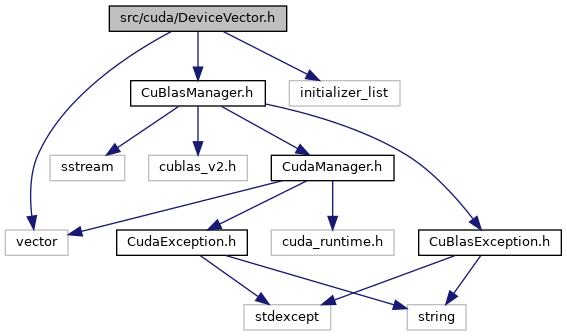 src/cuda/DeviceVector.h
CuBlasManager.h
initializer_list
sstream
cublas_v2.h
CudaManager.h
vector
CudaException.h
cuda_runtime.h
CuBlasException.h
stdexcept
string